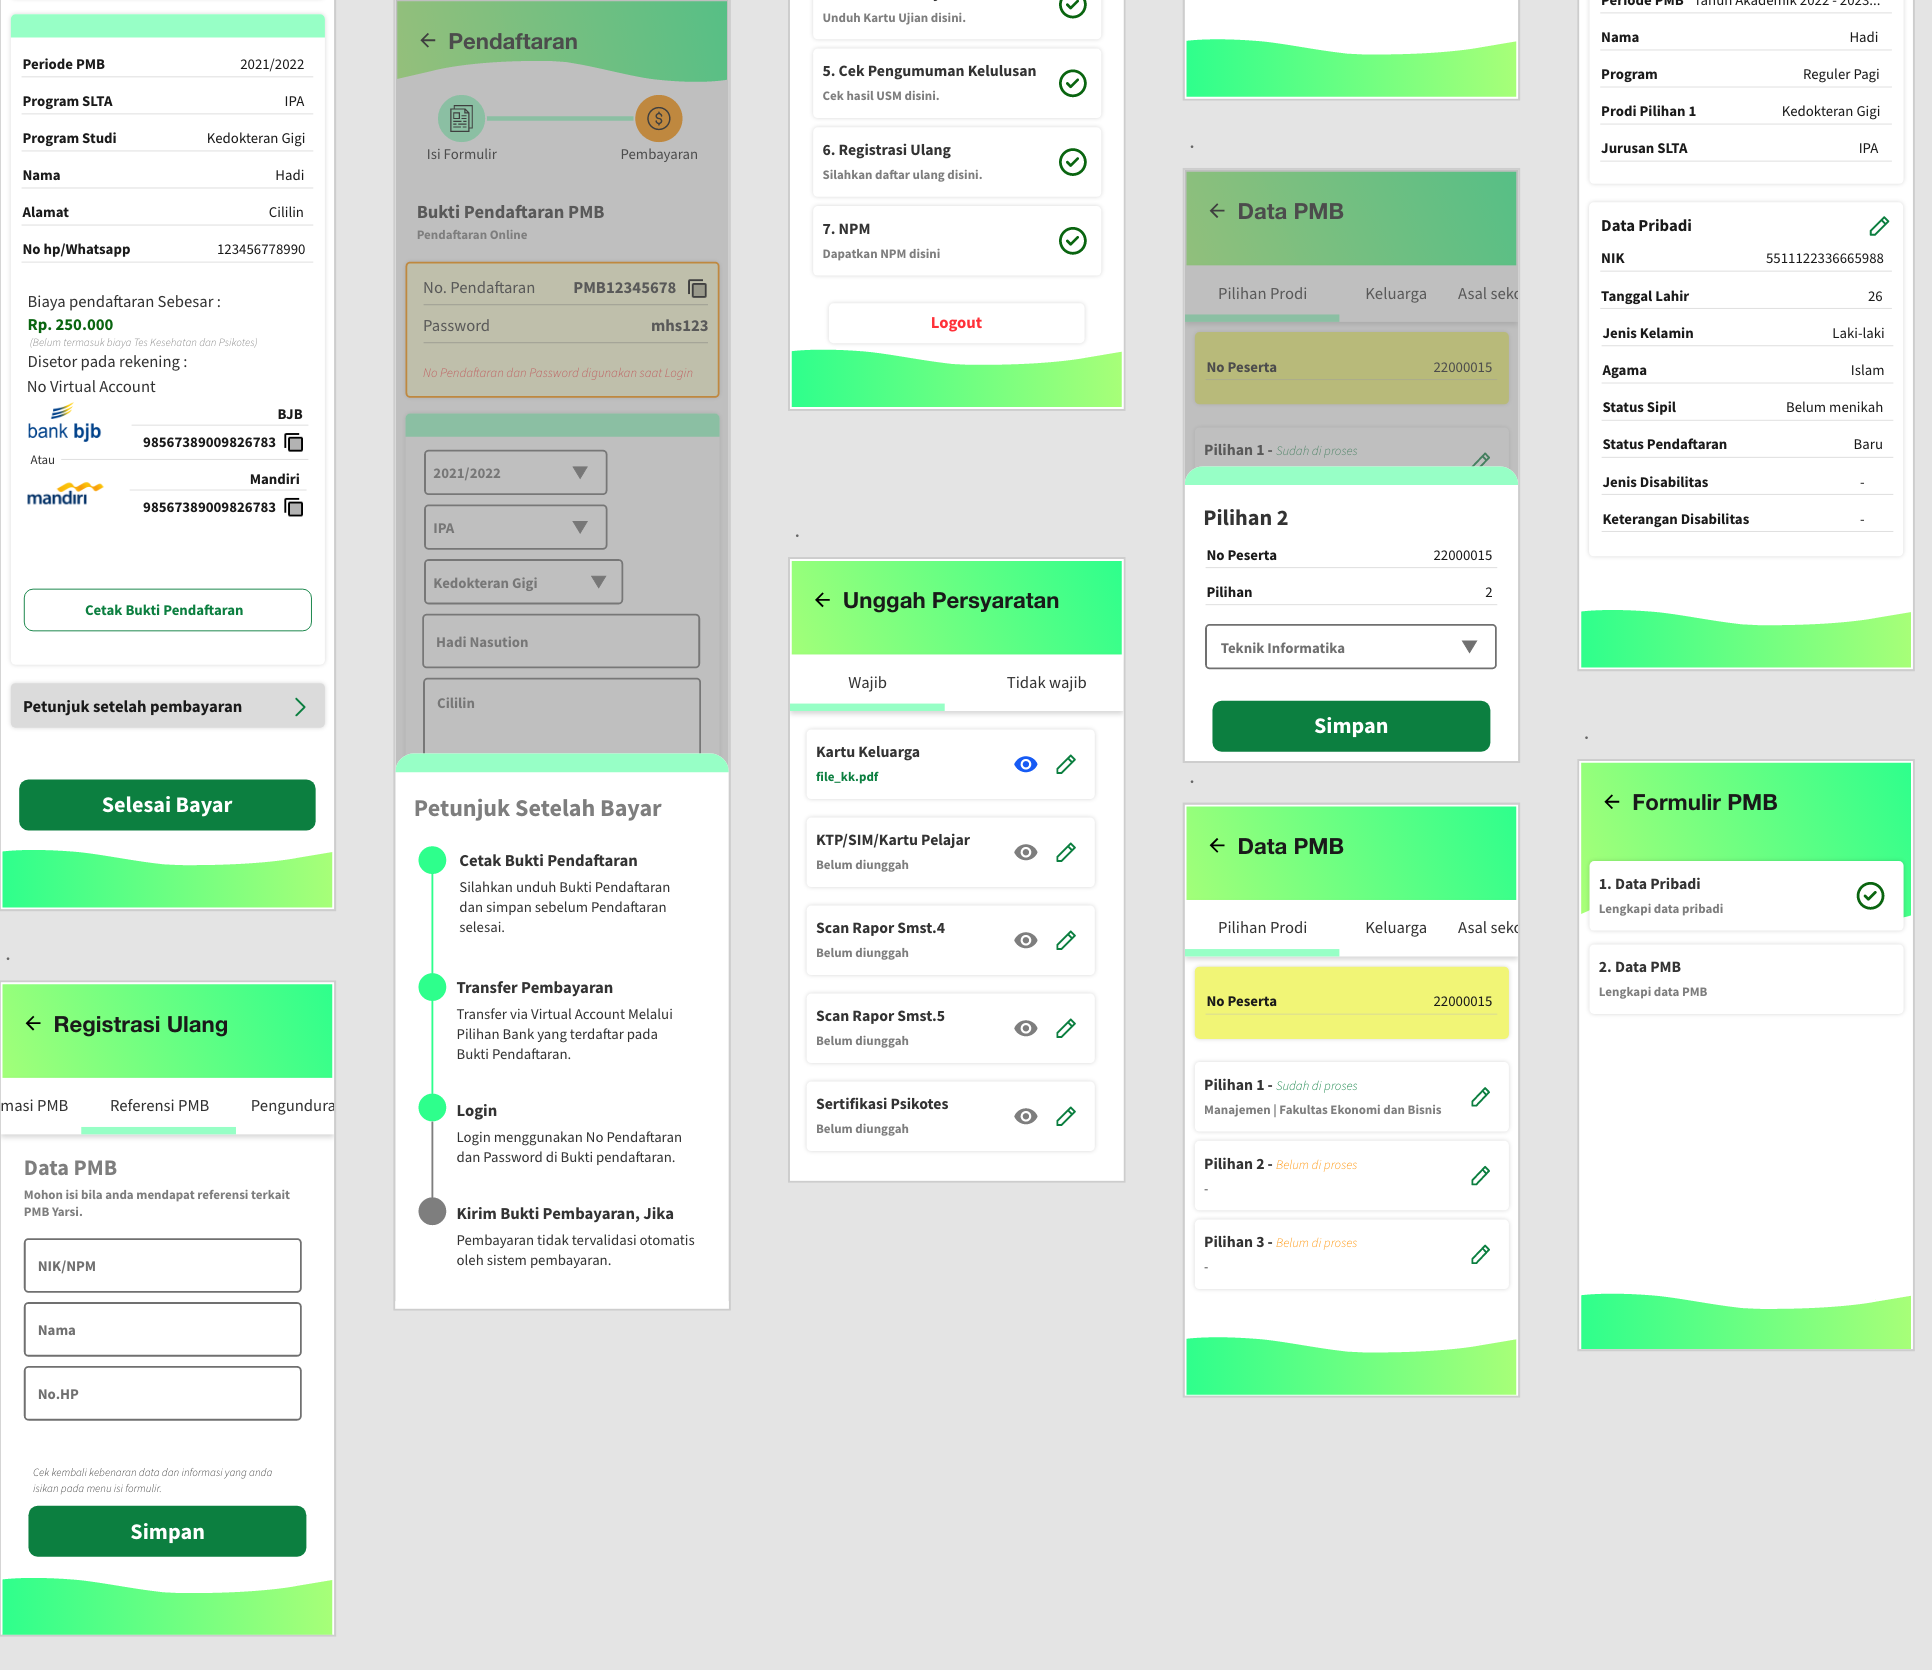 Periode PMB 2021/2022
Program SLTA IPA
Program Studi Kedokteran Gigi
Nama Hadi
Alamat Cililin
No hp/Whatsapp 123456778990
Biaya pendaftaran Sebesar :
Rp. 250.000
(Belum termasuk biaya Tes Kesehatan dan Psikotes)
Disetor pada rekening :
No Virtual Account
bank bjb
BJB
98567389009826783
Atau
mandiri
Mandiri
98567389009826783
Cetak Bukti Pendaftaran
Petunjuk setelah pembayaran
Selesai Bayar
.
Registrasi Ulang
masi PMB Referensi PMB Pengundura
Data PMB
Mohon isi bila anda mendapat referensi terkait
PMB Yarsi.
NIK/NPM
Nama
No.HP
Cek kembali kebenaran data dan informasi yang anda
isikan pada menu isi formulir.
Simpan
Pendaftaran
Isi Formulir Pembayaran
Bukti Pendaftaran PMB
Pendaftaran Online
No. Pendaftaran PMB12345678
Password mhs123
No Pendaftaran dan Password digunakan saat Login
2021/2022
IPA
Kedokteran Gigi
Hadi Nasution
Cililin
Petunjuk Setelah Bayar
Cetak Bukti Pendaftaran
Silahkan unduh Bukti Pendaftaran
dan simpan sebelum Pendaftaran
selesai.
Transfer Pembayaran
Transfer via Virtual Account Melalui
Pilihan Bank yang terdaftar pada
Bukti Pendaftaran.
Login
Login menggunakan No Pendaftaran
dan Password di Bukti pendaftaran.
Kirim Bukti Pembayaran, Jika
Pembayaran tidak tervalidasi otomatis
oleh sistem pembayaran.
Unduh Kartu Ujian disini.
5. Cek Pengumuman Kelulusan
Cek hasil USM disini.
6. Registrasi Ulang
Silahkan daftar ulang disini.
7. NPM
Dapatkan NPM disini
Logout
.
Unggah Persyaratan
Wajib Tidak wajib
Kartu Keluarga
file_kk.pdf
KTP/SIM/Kartu Pelajar
Belum diunggah
Scan Rapor Smst.4
Belum diunggah
Scan Rapor Smst.5
Belum diunggah
Sertifikasi Psikotes
Belum diunggah
.
Data PMB
Pilihan Prodi Keluarga Asal seko
No Peserta 22000015
Pilihan 1 - Sudah di proses
Pilihan 2
No Peserta 22000015
Pilihan 2
Teknik Informatika
Simpan
.
Data PMB
Pilihan Prodi Keluarga Asal seko
No Peserta 22000015
Pilihan 1 - Sudah di proses
Manajemen | Fakultas Ekonomi dan Bisnis
Pilihan 2 - Belum di proses
-
Pilihan 3 - Belum di proses
-
Periode PMB Tahun Akademik 2022 - 2023...
Nama Hadi
Program Reguler Pagi
Prodi Pilihan 1 Kedokteran Gigi
Jurusan SLTA IPA
Data Pribadi
NIK 5511122336665988
Tanggal Lahir 26
Jenis Kelamin Laki-laki
Agama Islam
Status Sipil Belum menikah
Status Pendaftaran Baru
Jenis Disabilitas -
Keterangan Disabilitas -
.
Formulir PMB
1. Data Pribadi
Lengkapi data pribadi
2. Data PMB
Lengkapi data PMB